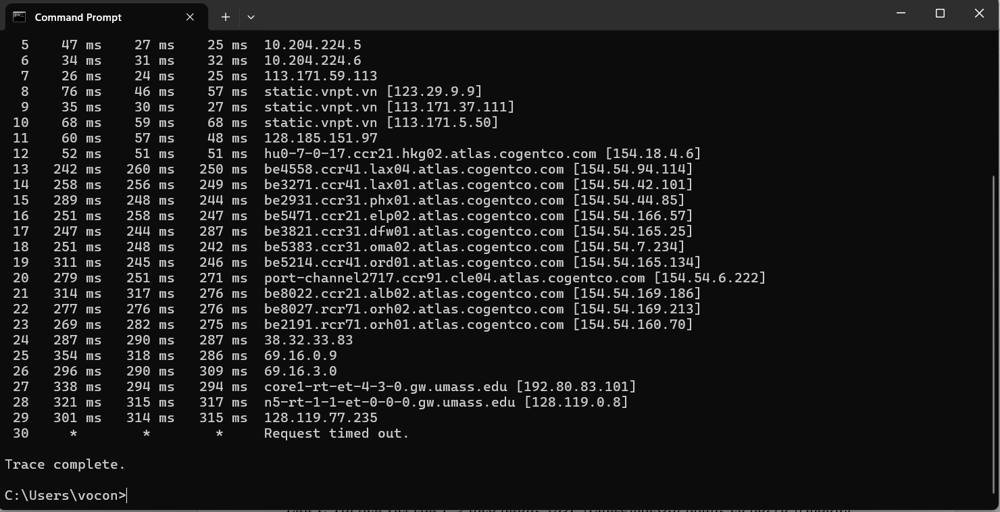 Command Prompt
5 47 ms 27 ms 25 ms 10.204.224.5
6 34 ms 31 ms 32 ms 10.204.224.6
7 26 ms 24 ms 25 ms 113.171.59.113
8 76 ms 46 ms 57 ms static.vnpt.vn [123.29.9.9]
9 35 ms 30 ms 27 ms static.vnpt.vn [113.171.37.111]
10 68 ms 59 ms 68 ms static.vnpt.vn [113.171.5.50]
11 60 ms 57 ms 48 ms 128.185.151.97
12 52 ms 51 ms 51 ms hu0-7-0-17.ccr21.hkg02.atlas.cogentco.com [154.18.4.6]
13 242 ms 260 ms 250 ms be4558.ccr41.lax04.atlas.cogentco.com [154.54.94.114]
14 258 ms 256 ms 249 ms be3271.ccr41.lax01.atlas.cogentco.com [154.54.42.101]
15 289 ms 248 ms 244 ms be2931.ccr31.phx01.atlas.cogentco.com [154.54.44.85]
16 251 ms 258 ms 247 ms be5471.ccr21.elp02.atlas.cogentco.com [154.54.166.57]
17 247 ms 244 ms 287 ms be3821.ccr31.dfw01.atlas.cogentco.com [154.54.165.25]
18 251 ms 248 ms 242 ms be5383.ccr31.oma02.atlas.cogentco.com [154.54.7.234]
19 311 ms 245 ms 246 ms be5214.ccr41.ord01.atlas.cogentco.com [154.54.165.134]
20 279 ms 251 ms 271 ms port-channel2717.ccr91.cle04.atlas.cogentco.com [154.54.6.222]
21 314 ms 317 ms 276 ms be8022.ccr21.alb02.atlas.cogentco.com [154.54.169.186]
22 277 ms 276 ms 276 ms be8027.rcr71.orh02.atlas.cogentco.com [154.54.169.213]
23 269 ms 282 ms 275 ms be2191.rcr71.orh01.atlas.cogentco.com [154.54.160.70]
24 287 ms 290 ms 287 ms 38.32.33.83
25 354 ms 318 ms 286 ms 69.16.0.9
26 296 ms 290 ms 309 ms 69.16.3.0
27 338 ms 294 ms 294 ms core1-rt-et-4-3-0.gw.umass.edu [192.80.83.101]
28 321 ms 315 ms 317 ms n5-rt-1-1-et-0-0-0.gw.umass.edu [128.119.0.8]
29 301 ms 314 ms 315 ms 128.119.77.235
30 * * * Request timed out.
Trace complete.
C:\Users\vocon>